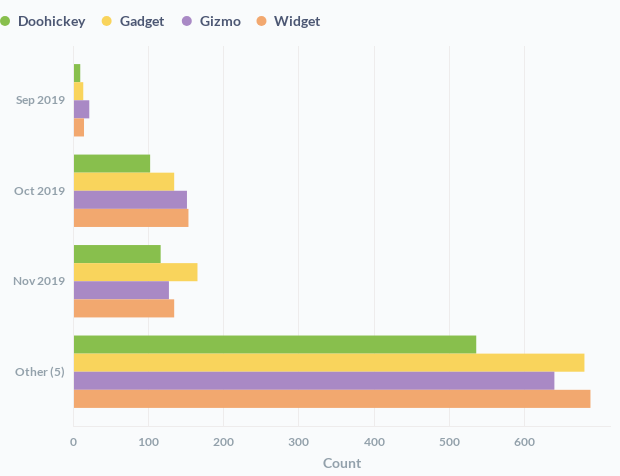 Doohickey Gadget Gizmo Widget
Sep 2019
Oct 2019
Nov 2019
Other (5)
0 100 200 300 400 500 600
Count